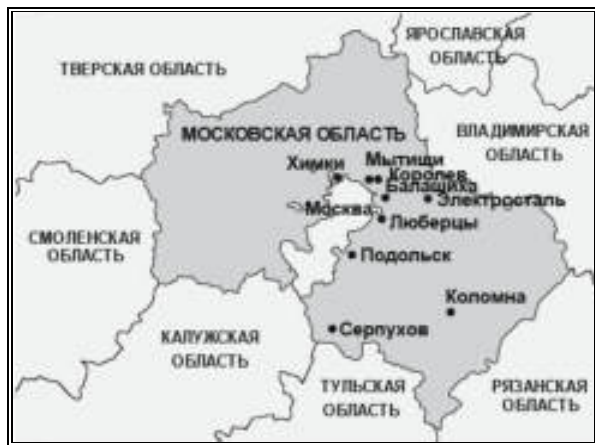 ЯРОСЛАВСКАЯ
ОБЛАСТЬ
ТВЕРСКАЯ ОБЛАСТЬ
МОСКОВСКАЯ ОБЛАСТЬ
ВЛАДИМИРСКАЯ
ОБЛАСТЬ
Химки
Мытищи
Королев
Балашиха
Электросталь
Москва
Люберцы
СМОЛЕНСКАЯ
ОБЛАСТЬ
Подольск
Коломна
Серпухов
КАЛУЖСКАЯ
ОБЛАСТЬ
ТУЛЬСКАЯ
ОБЛАСТЬ
РЯЗАНСКАЯ
ОБЛАСТЬ